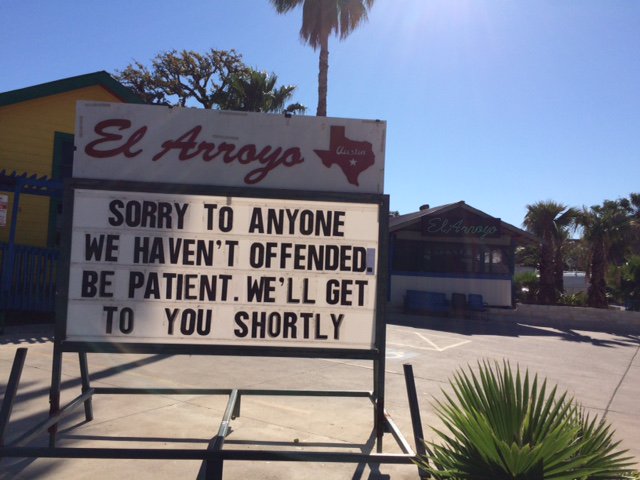 El Arroyo
Austin
SORRY TO ANYONE
WE HAVEN'T OFFENDED.
BE PATIENT. WE'LL GET
TO YOU SHORTLY
El Arroyo